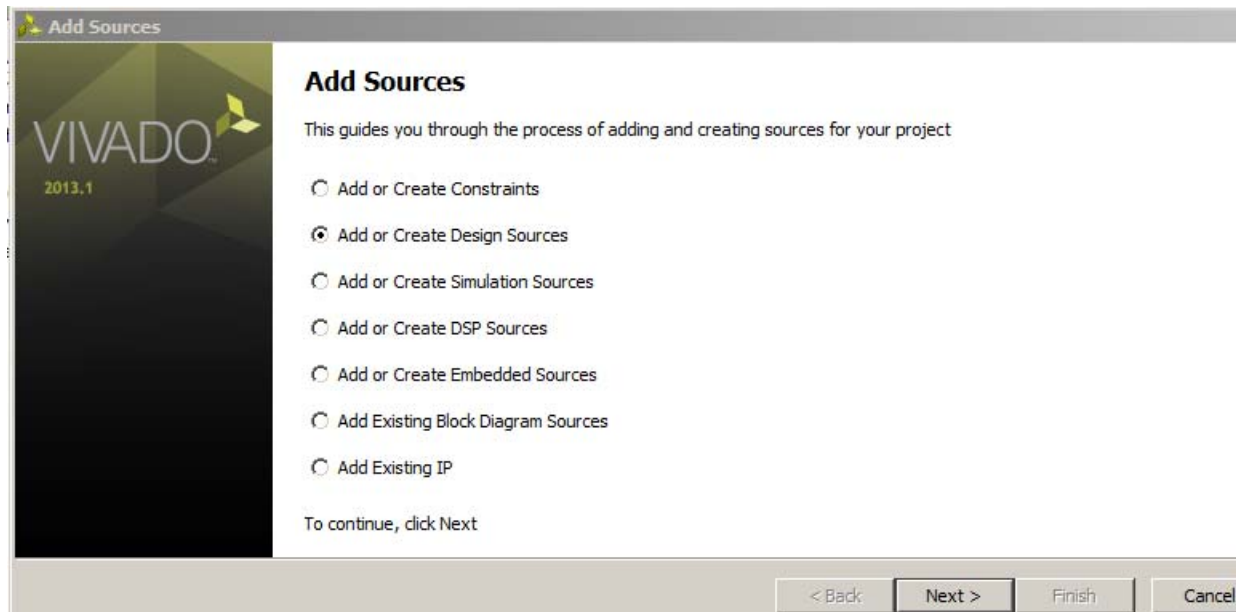 Add Sources
VIVADO
2013.1
Add Sources
This guides you through the process of adding and creating sources for your project
Add or Create Constraints
Add or Create Design Sources
Add or Create Simulation Sources
Add or Create DSP Sources
Add or Create Embedded Sources
Add Existing Block Diagram Sources
Add Existing IP
To continue, click Next
< Back Next > Finish Cancel